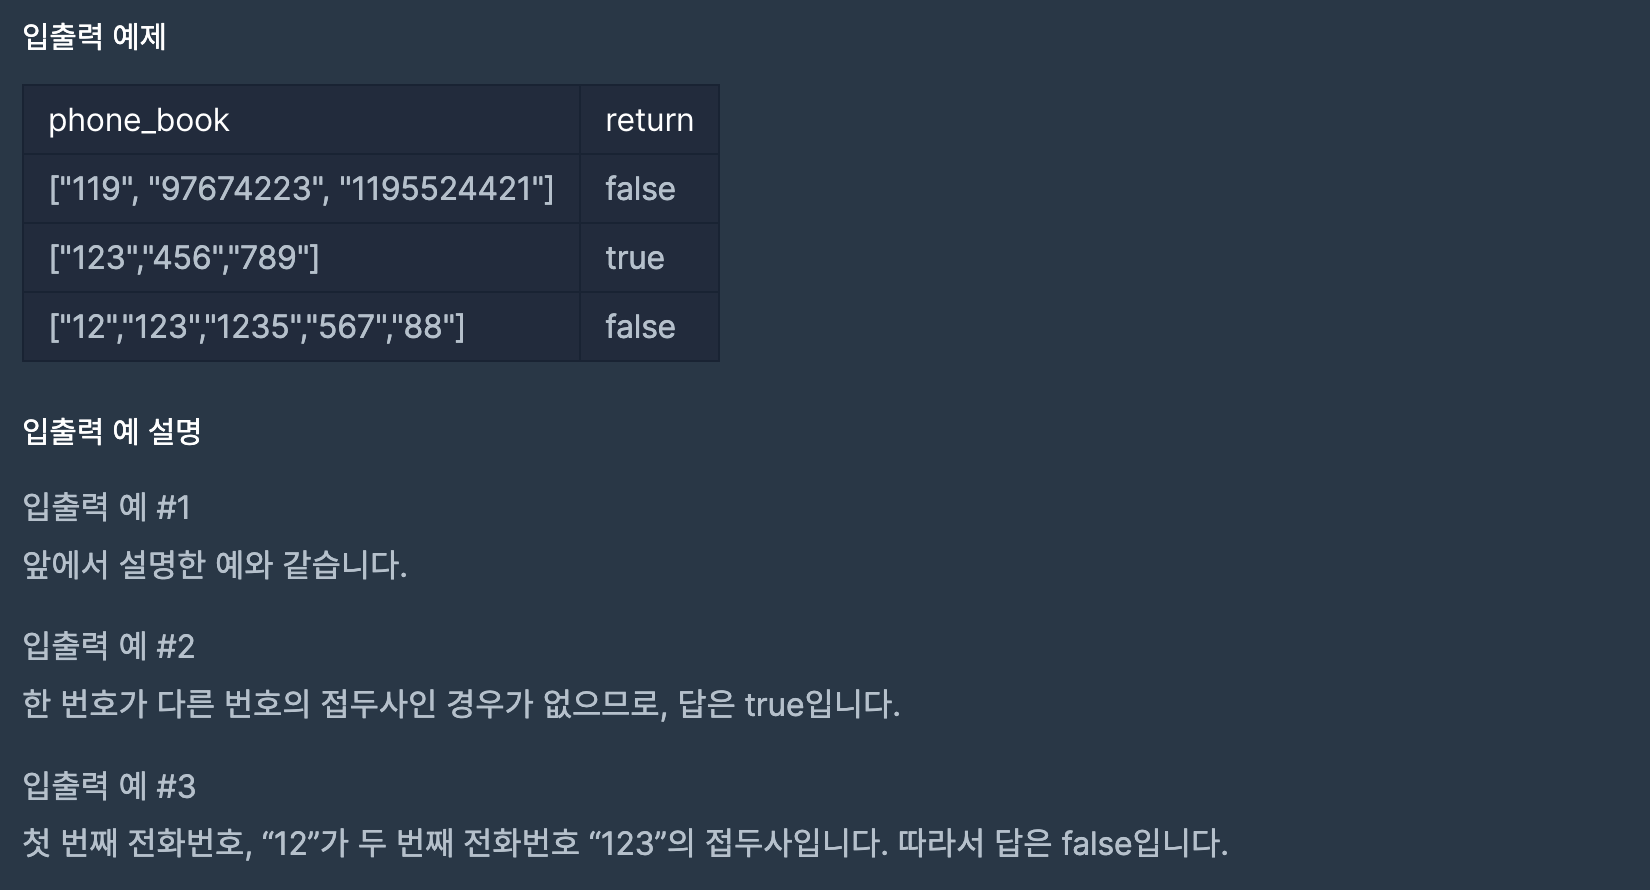 입출력 예제
phone_book return
["119", "97674223", "1195524421"] false
["123","456","789"] true
["12","123","1235","567","88"] false
입출력 예 설명
입출력 예 #1
앞에서 설명한 예와 같습니다.
입출력 예 #2
한 번호가 다른 번호의 접두사인 경우가 없으므로, 답은 true입니다.
입출력 예 #3
첫 번째 전화번호, “12”가 두 번째 전화번호 “123”의 접두사입니다. 따라서 답은 false입니다.